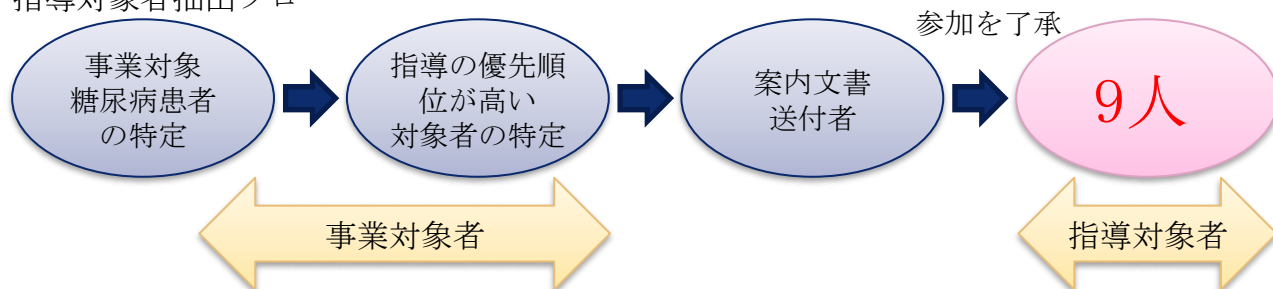 指導対象者抽出フロー
参加を了承
事業対象
糖尿病患者
の特定
指導の優先順
位が高い
対象者の特定
案内文書
送付者
9人
事業対象者
指導対象者